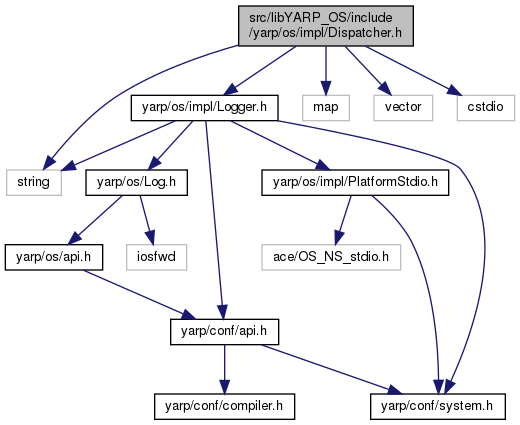 src/libYARP_OS/include
/yarp/os/impl/Dispatcher.h
yarp/os/impl/Logger.h
map
vector
cstdio
string
yarp/os/Log.h
yarp/os/impl/PlatformStdio.h
yarp/os/api.h
iosfwd
ace/OS_NS_stdio.h
yarp/conf/api.h
yarp/conf/compiler.h
yarp/conf/system.h